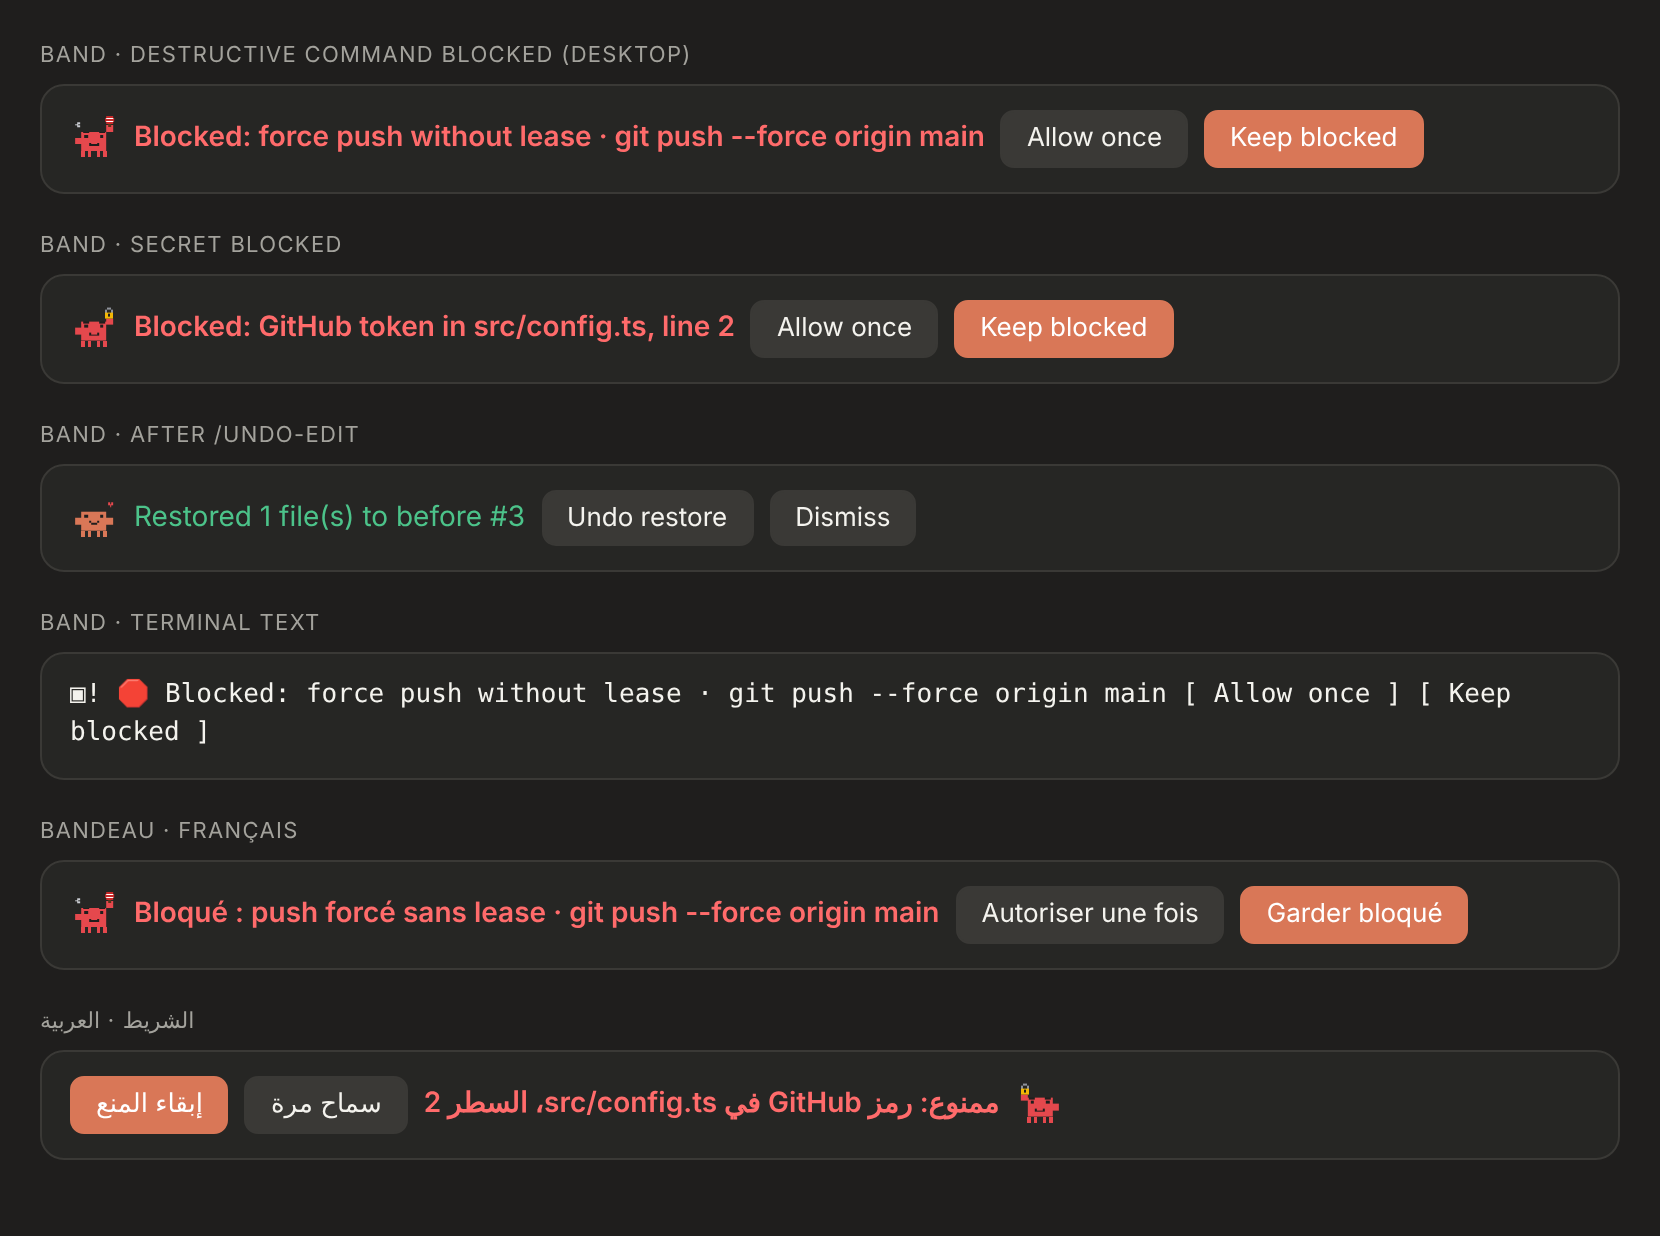 BAND · DESTRUCTIVE COMMAND BLOCKED (DESKTOP)
Blocked: force push without lease · git push --force origin main Allow once Keep blocked
BAND · SECRET BLOCKED
Blocked: GitHub token in src/config.ts, line 2 Allow once Keep blocked
BAND · AFTER /UNDO-EDIT
Restored 1 file(s) to before #3 Undo restore Dismiss
BAND · TERMINAL TEXT
▣! 🛑 Blocked: force push without lease · git push --force origin main [ Allow once ] [ Keep
blocked ]
BANDEAU · FRANÇAIS
Bloqué : push forcé sans lease · git push --force origin main Autoriser une fois Garder bloqué
الشريط · العربية
ممنوع: رمز GitHub في src/config.ts، السطر 2 سماح مرة إبقاء المنع